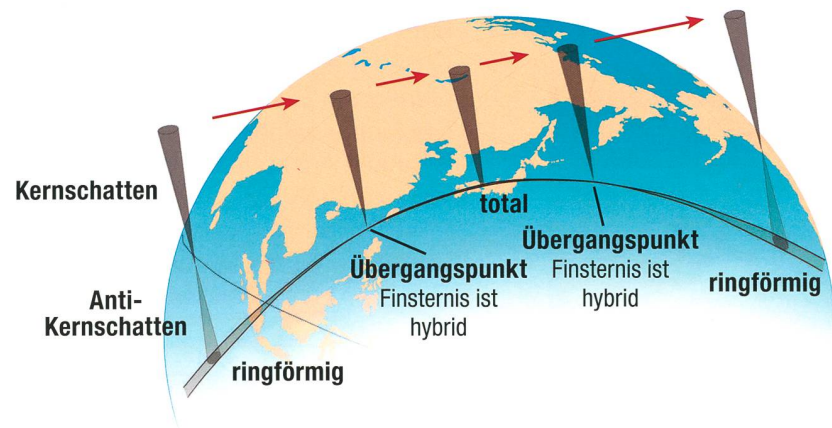 Kernschatten
total
Übergangspunkt
Finsternis ist
hybrid
Übergangspunkt
Finsternis ist
hybrid
Anti-
Kernschatten
ringförmig
ringförmig